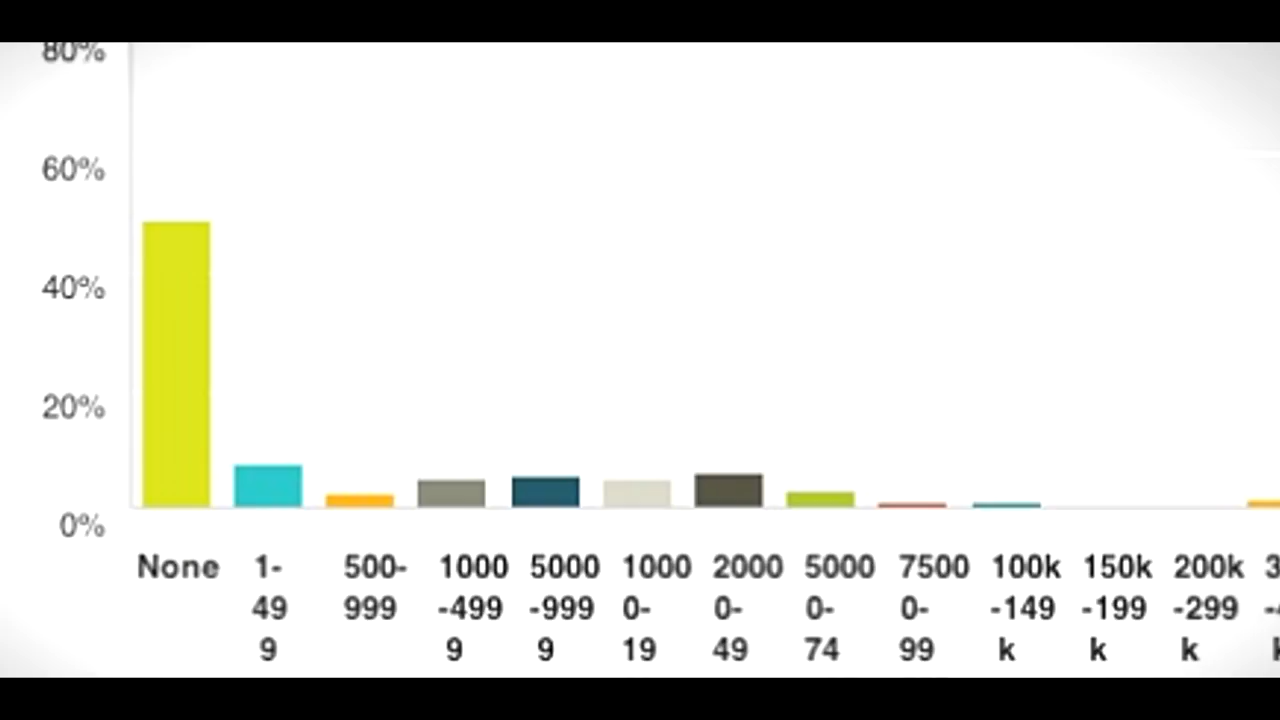 80%
60%
40%
20%
0%
None 1- 500- 1000 5000 1000 2000 5000 7500 100k 150k 200k
49 999 -499 -999 0- 0- 0- 0- -149 -199 -299
9 9 9 19 49 74 99 k k k